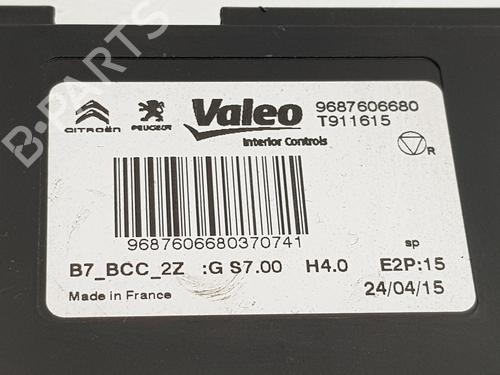 CITROËN PEUGEOT Valeo 9687606680
T911615
Interior Controls
R
9687606680370741
sp
B7_BCC_2Z :G S7.00 H4.0 E2P:15
Made in France 24/04/15
B-PARTS